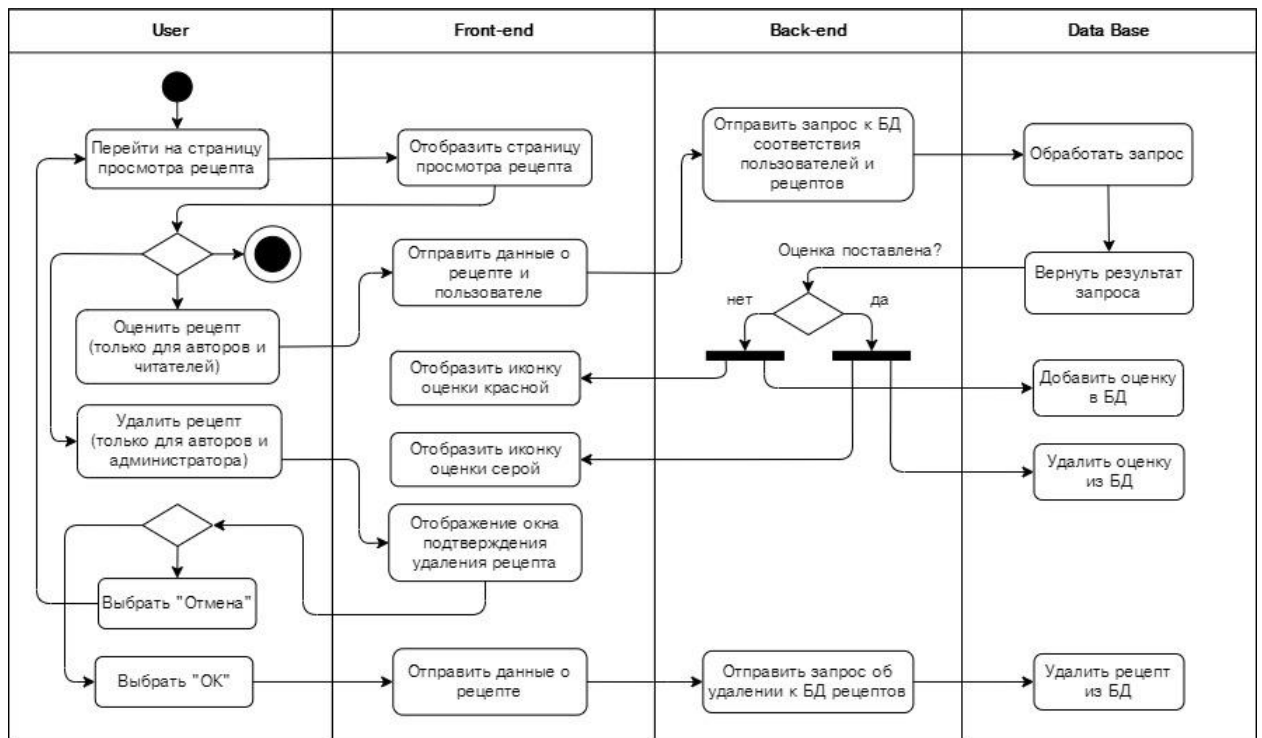 User
Front-end
Back-end
Data Base
Перейти на страницу
просмотра рецепта
Отобразить страницу
просмотра рецепта
Отправить запрос к БД
соответствия
пользователей и
рецептов
Обработать запрос
Отправить данные о
рецепте и
пользователе
Оценка поставлена?
Вернуть результат
запроса
нет
да
Оценить рецепт
(только для авторов и
читателей)
Отобразить иконку
оценки красной
Добавить оценку
в БД
Удалить рецепт
(только для авторов и
администратора)
Отобразить иконку
оценки серой
Удалить оценку
из БД
Отображение окна
подтверждения
удаления рецепта
Выбрать "Отмена"
Выбрать "ОК"
Отправить данные о
рецепте
Отправить запрос об
удалении к БД рецептов
Удалить рецепт
из БД